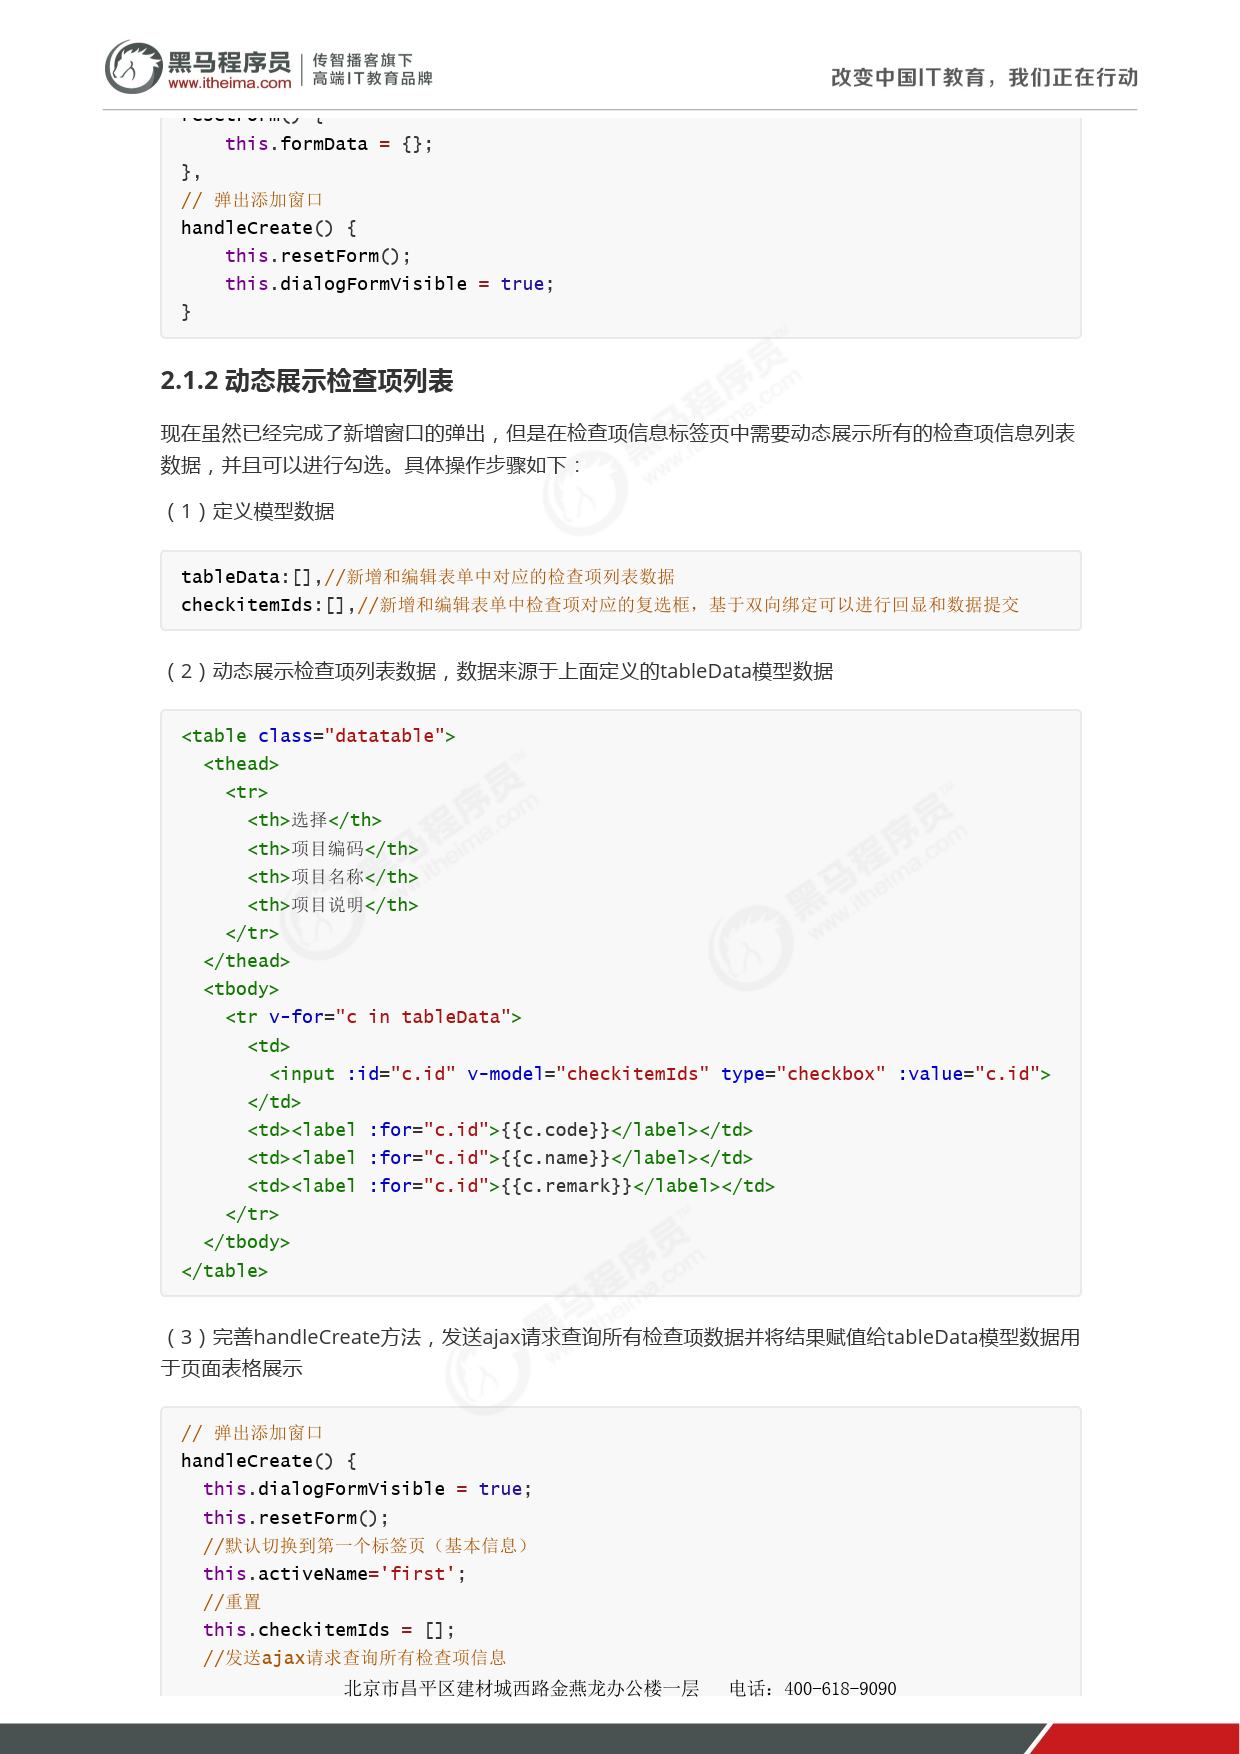 黑马程序员 传智播客旗下
www.itheima.com 高端IT教育品牌
改变中国IT教育，我们正在行动
resetForm() {
    this.formData = {};
},
// 弹出添加窗口
handleCreate() {
    this.resetForm();
    this.dialogFormVisible = true;
}
2.1.2 动态展示检查项列表
现在虽然已经完成了新增窗口的弹出，但是在检查项信息标签页中需要动态展示所有的检查项信息列表
数据，并且可以进行勾选。具体操作步骤如下：
（1）定义模型数据
tableData:[],//新增和编辑表单中对应的检查项列表数据
checkitemIds:[],//新增和编辑表单中检查项对应的复选框，基于双向绑定可以进行回显和数据提交
（2）动态展示检查项列表数据，数据来源于上面定义的tableData模型数据
<table class="datatable">
  <thead>
    <tr>
      <th>选择</th>
      <th>项目编码</th>
      <th>项目名称</th>
      <th>项目说明</th>
    </tr>
  </thead>
  <tbody>
    <tr v-for="c in tableData">
      <td>
        <input :id="c.id" v-model="checkitemIds" type="checkbox" :value="c.id">
      </td>
      <td><label :for="c.id">{{c.code}}</label></td>
      <td><label :for="c.id">{{c.name}}</label></td>
      <td><label :for="c.id">{{c.remark}}</label></td>
    </tr>
  </tbody>
</table>
（3）完善handleCreate方法，发送ajax请求查询所有检查项数据并将结果赋值给tableData模型数据用
于页面表格展示
// 弹出添加窗口
handleCreate() {
  this.dialogFormVisible = true;
  this.resetForm();
  //默认切换到第一个标签页（基本信息）
  this.activeName='first';
  //重置
  this.checkitemIds = [];
  //发送ajax请求查询所有检查项信息
北京市昌平区建材城西路金燕龙办公楼一层 电话：400-618-9090